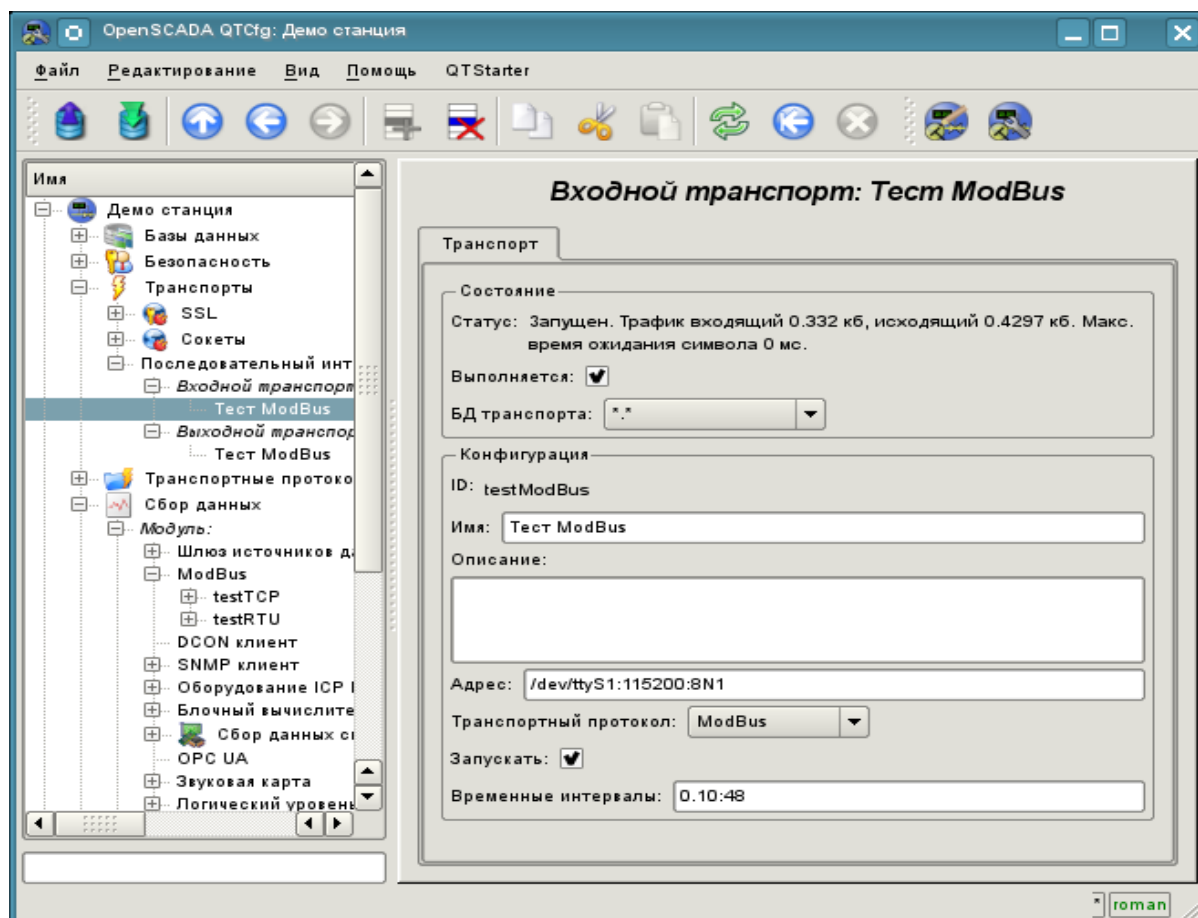 OpenSCADA QTCfg: Демо станция
Файл Редактирование Вид Помощь QTStarter
Имя
Демо станция
Базы данных
Безопасность
Транспорты
SSL
Сокеты
Последовательный инт
Входной транспорт
Тест ModBus
Выходной транспор
Тест ModBus
Транспортные протоко
Сбор данных
Модуль:
Шлюз источников да
ModBus
testTCP
testRTU
DCON клиент
SNMP клиент
Оборудование ICP
Блочный вычислите
Сбор данных си
OPC UA
Звуковая карта
Логический уровень
Входной транспорт: Тест ModBus
Транспорт
Состояние
Статус: Запущен. Трафик входящий 0.332 кб, исходящий 0.4297 кб. Макс.
время ожидания символа 0 мс.
Выполняется:
БД транспорта: *.*
Конфигурация
ID: testModBus
Имя: Тест ModBus
Описание:
Адрес: /dev/ttyS1:115200:8N1
Транспортный протокол: ModBus
Запускать:
Временные интервалы: 0.10:48
* roman